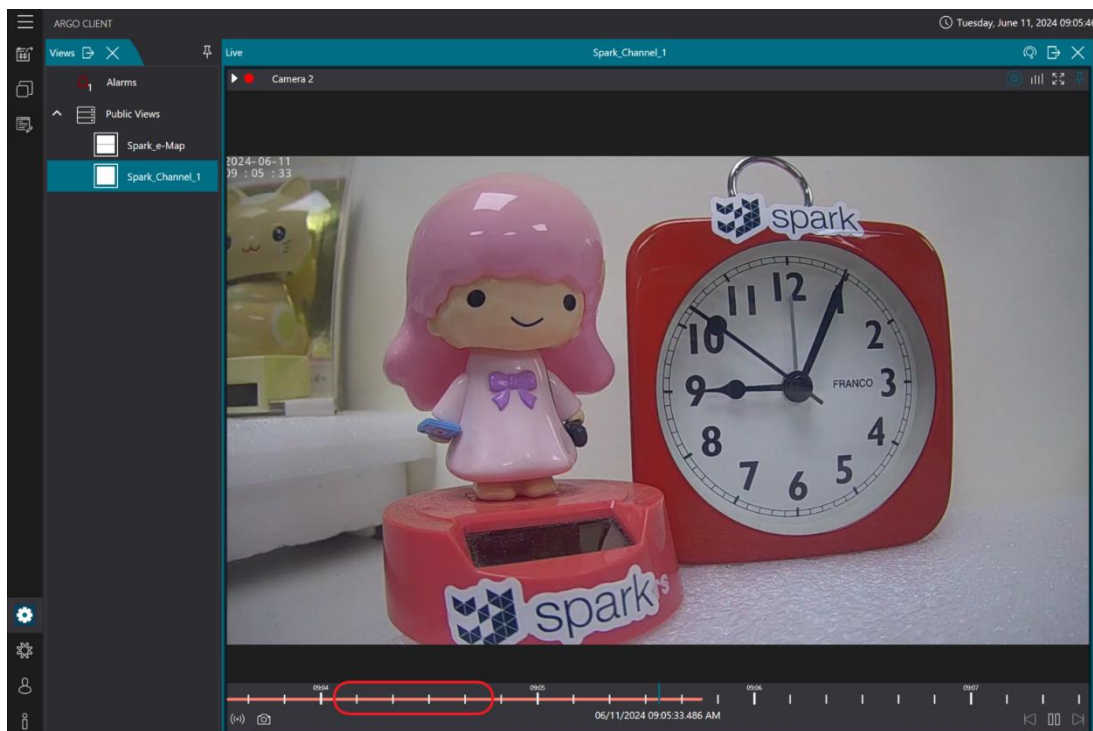 ARGO CLIENT
Tuesday, June 11, 2024 09:05:46
Views
Live
Spark_Channel_1
1
Alarms
Camera 2
Public Views
Spark_e-Map
Spark_Channel_1
2024-06-11
09 : 05 : 33
spark
12
11
1
10
2
9
FRANCO
3
8
4
7
5
6
spark
09:04
09:05
09:06
09:07
06/11/2024 09:05:33.486 AM